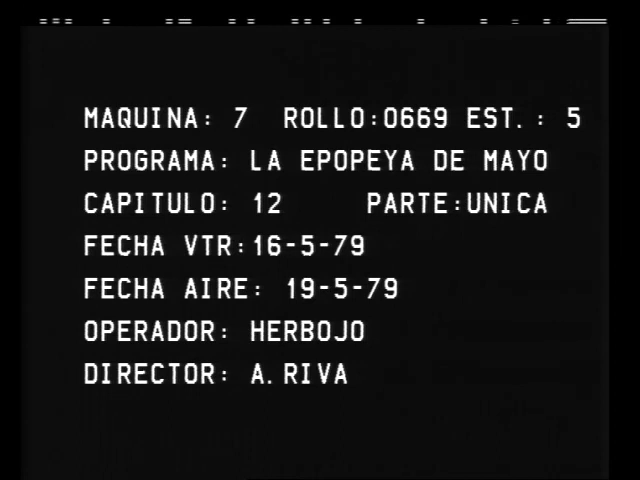 MAQUINA: 7 ROLLO:0669 EST.: 5
PROGRAMA: LA EPOPEYA DE MAYO
CAPITULO: 12 PARTE:UNICA
FECHA VTR:16-5-79
FECHA AIRE: 19-5-79
OPERADOR: HERBOJO
DIRECTOR: A.RIVA